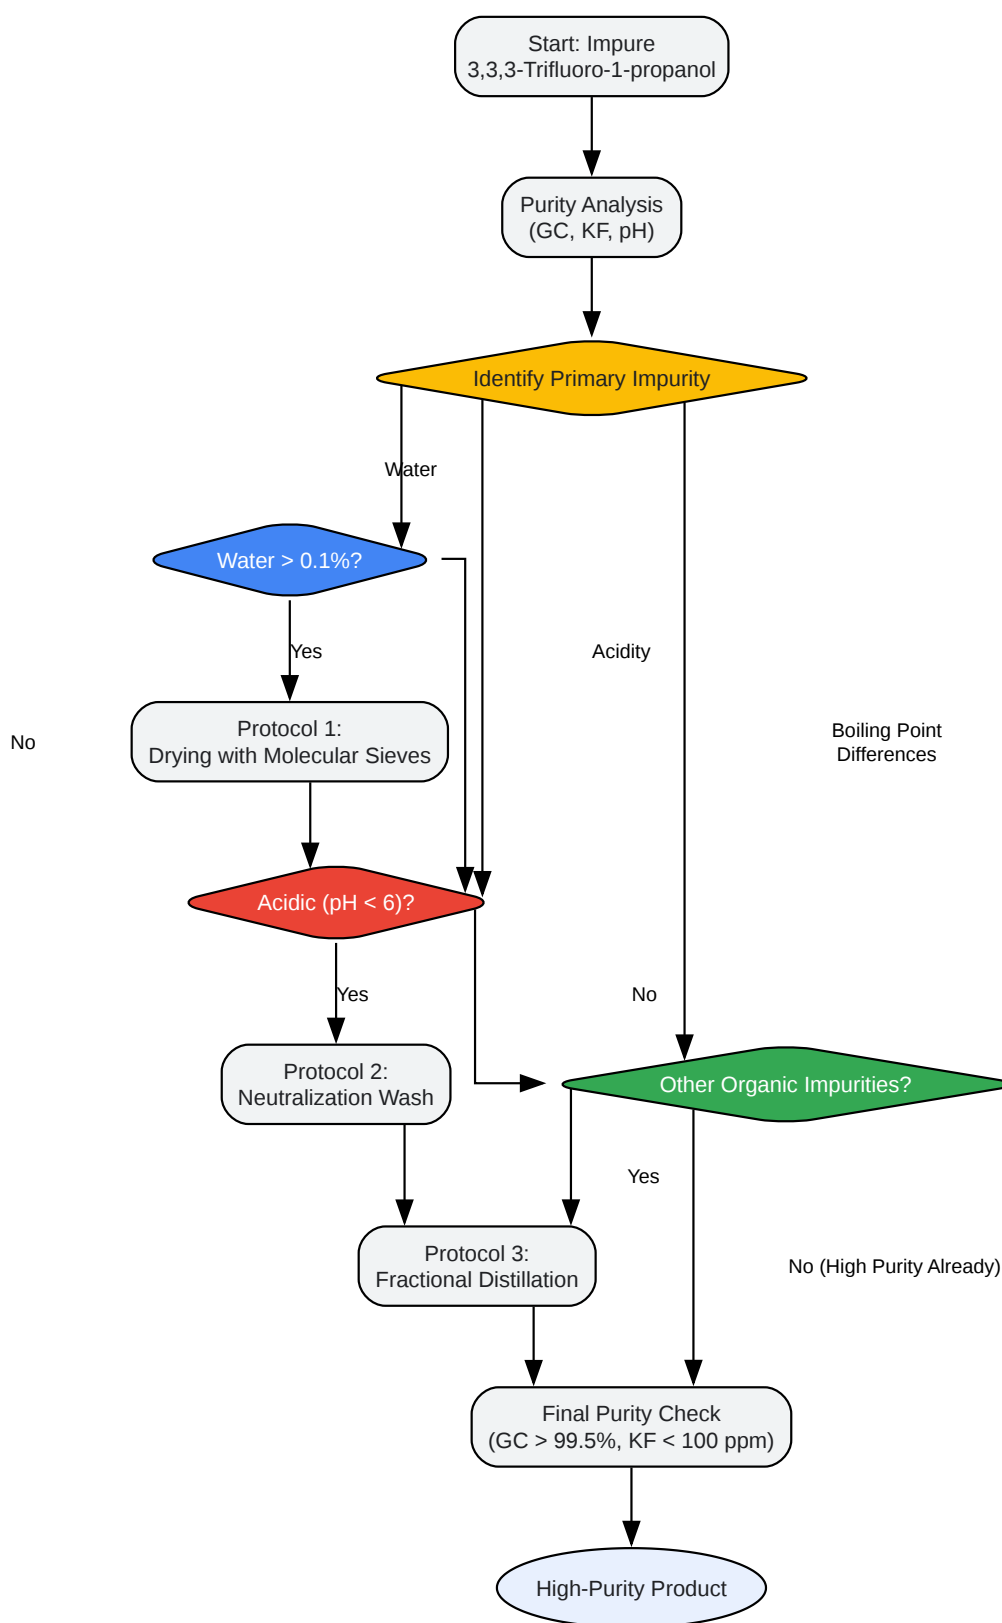 Start: Impure
3,3,3-Trifluoro-1-propanol
Purity Analysis
(GC, KF, pH)
Identify Primary Impurity
Water
Water > 0.1%?
Yes
Acidity
No
Protocol 1:
Drying with Molecular Sieves
Boiling Point
Differences
Acidic (pH < 6)?
Yes
No
Protocol 2:
Neutralization Wash
Other Organic Impurities?
Yes
Protocol 3:
Fractional Distillation
No (High Purity Already)
Final Purity Check
(GC > 99.5%, KF < 100 ppm)
High-Purity Product